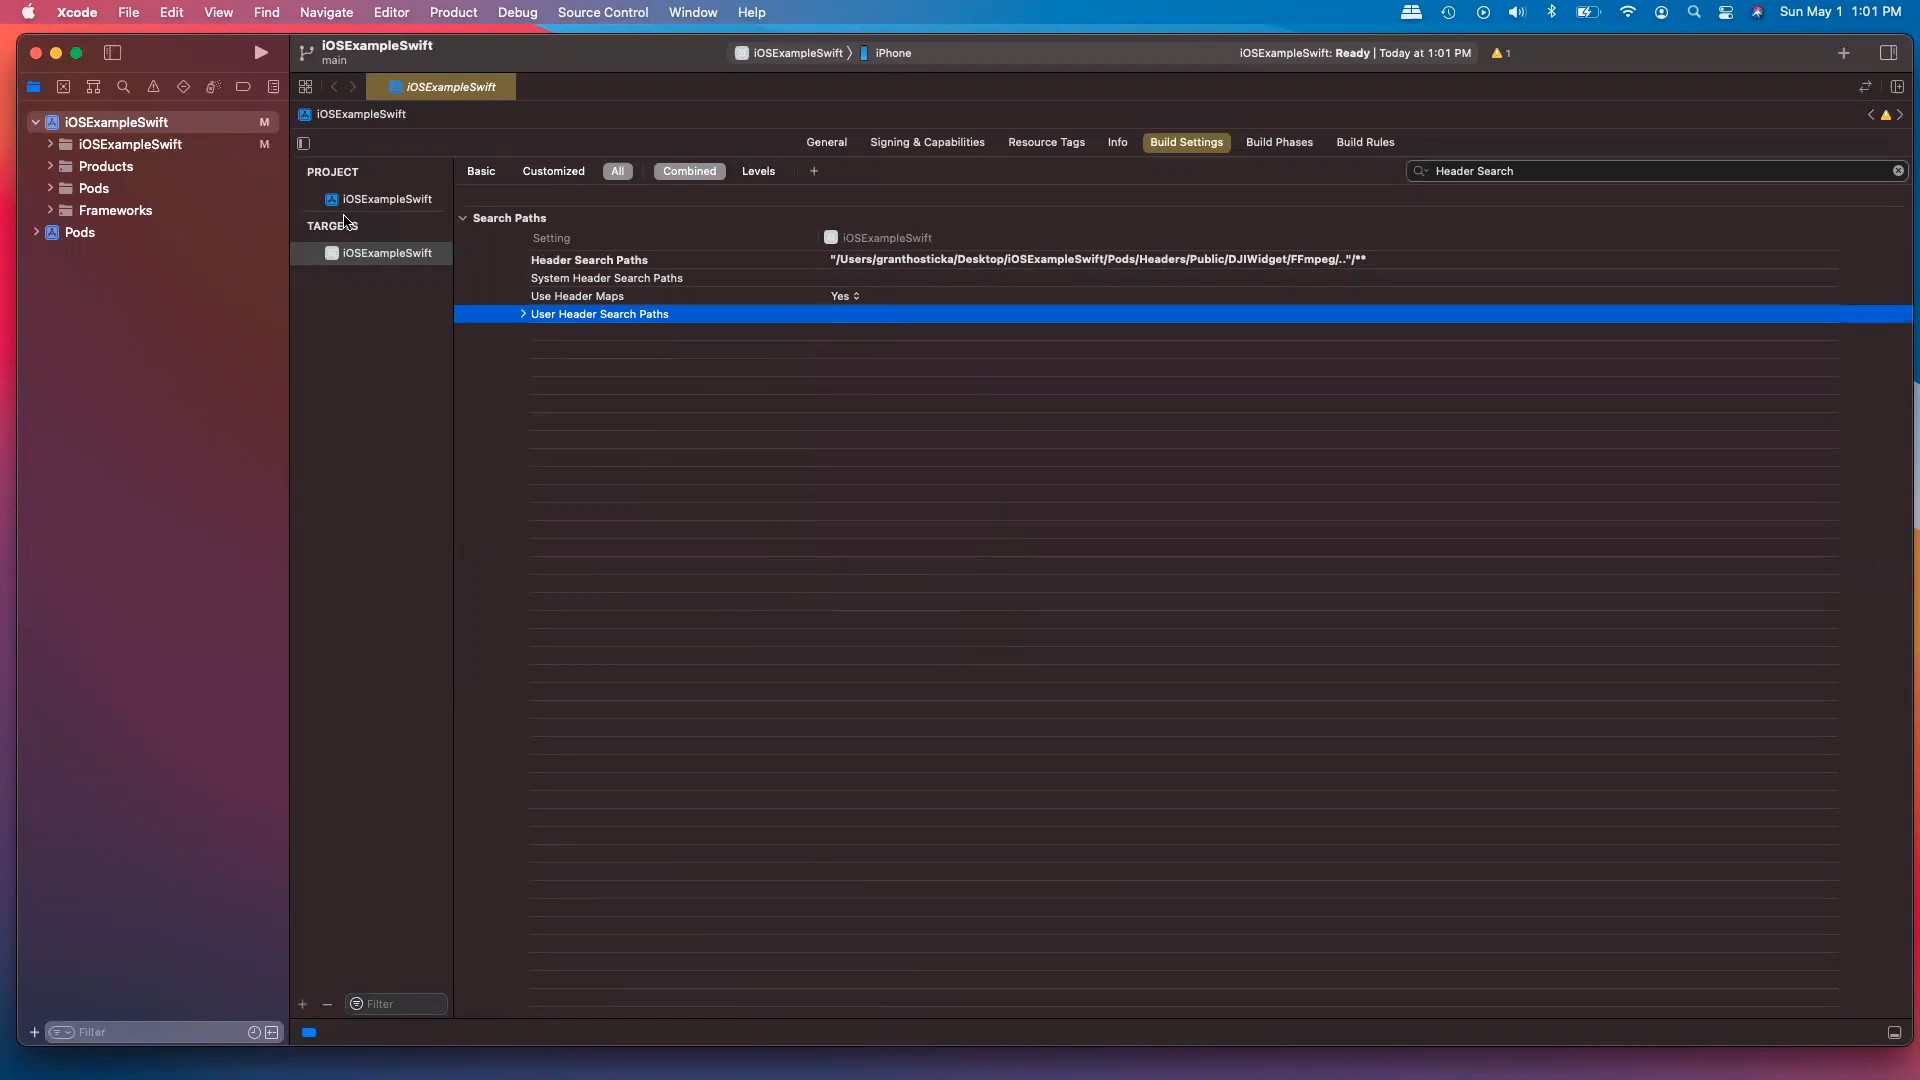 Xcode File Edit View Find Navigate Editor Product Debug Source Control Window Help
Sun May 1 1:01 PM
iOSExampleSwift
main
iOSExampleSwift 〉 iPhone
iOSExampleSwift: Ready | Today at 1:01 PM
1
iOSExampleSwift
iOSExampleSwift
iOSExampleSwift M
iOSExampleSwift M
Products
Pods
Frameworks
Pods
General Signing & Capabilities Resource Tags Info Build Settings Build Phases Build Rules
PROJECT
iOSExampleSwift
TARGETS
iOSExampleSwift
Basic Customized All Combined Levels +
Header Search
Search Paths
Setting iOSExampleSwift
Header Search Paths "/Users/granthosticka/Desktop/iOSExampleSwift/Pods/Headers/Public/DJIWidget/FFmpeg/.."/**
System Header Search Paths
Use Header Maps Yes
User Header Search Paths
Filter
Filter